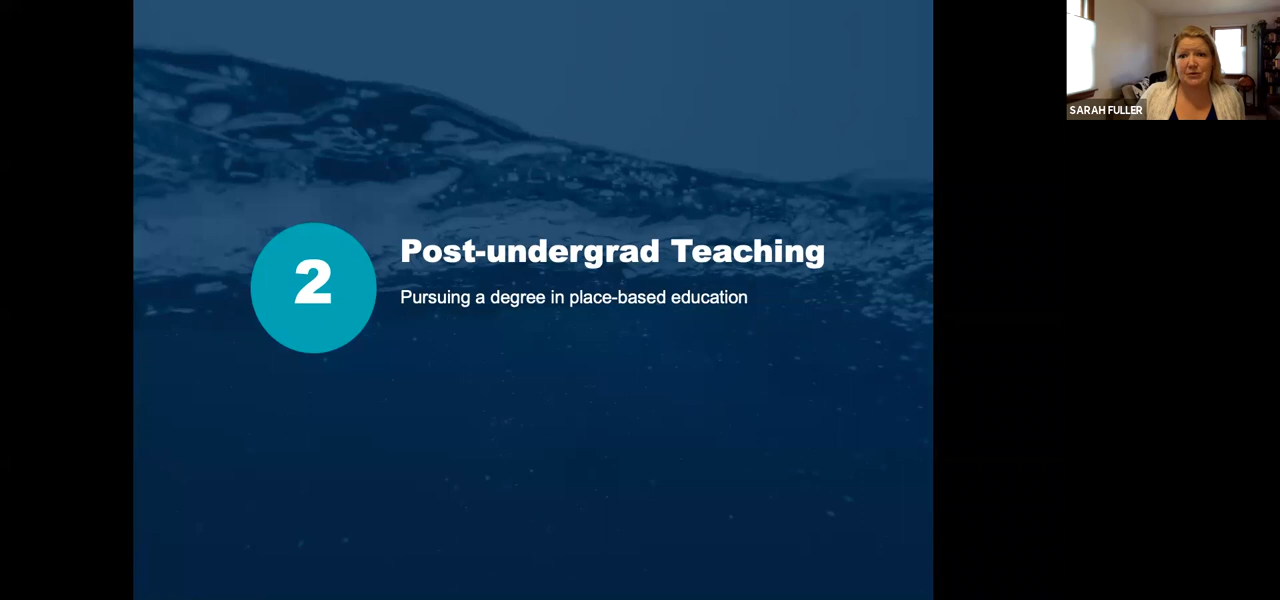 2
Post-undergrad Teaching
Pursuing a degree in place-based education
SARAH FULLER